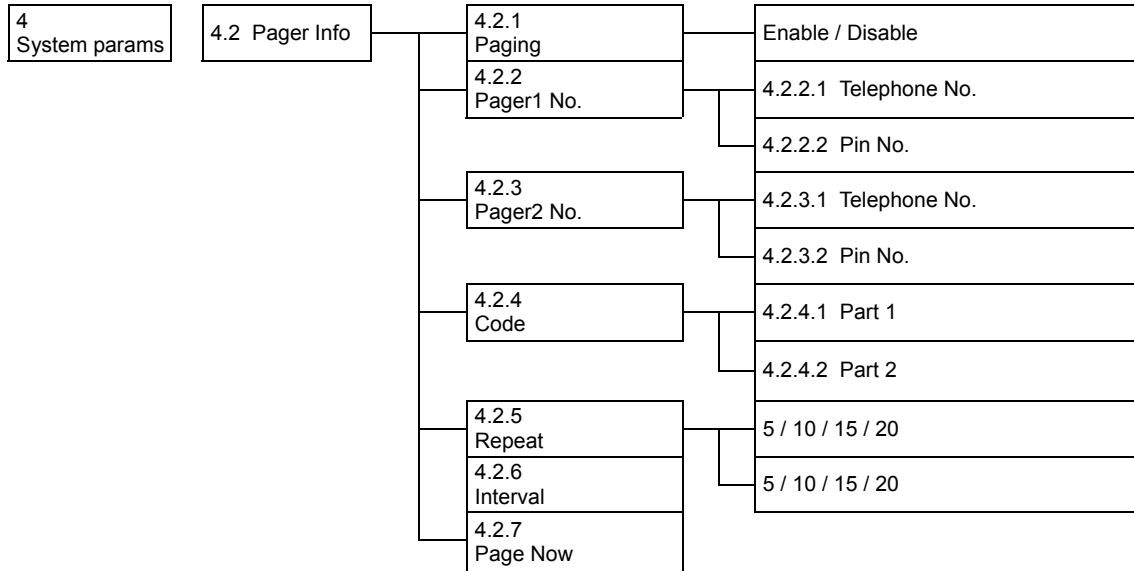 4
System params
4.2 Pager Info
4.2.1
Paging
Enable / Disable
4.2.2
Pager1 No.
4.2.2.1 Telephone No.
4.2.2.2 Pin No.
4.2.3
Pager2 No.
4.2.3.1 Telephone No.
4.2.3.2 Pin No.
4.2.4
Code
4.2.4.1 Part 1
4.2.4.2 Part 2
4.2.5
Repeat
5 / 10 / 15 / 20
4.2.6
Interval
5 / 10 / 15 / 20
4.2.7
Page Now